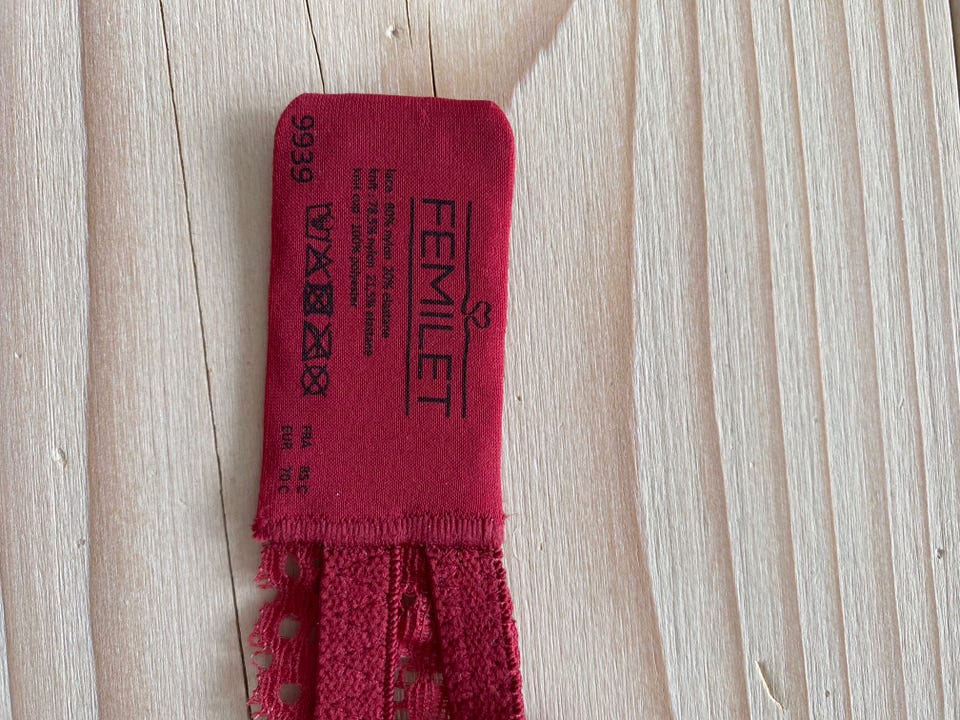 FEMILET
lace 80% nylon 20% elastane
knit 78.5% nylon 21.5% elastane
knit cup 100% polyester
9939
FRA 85 C
EUR 70 C